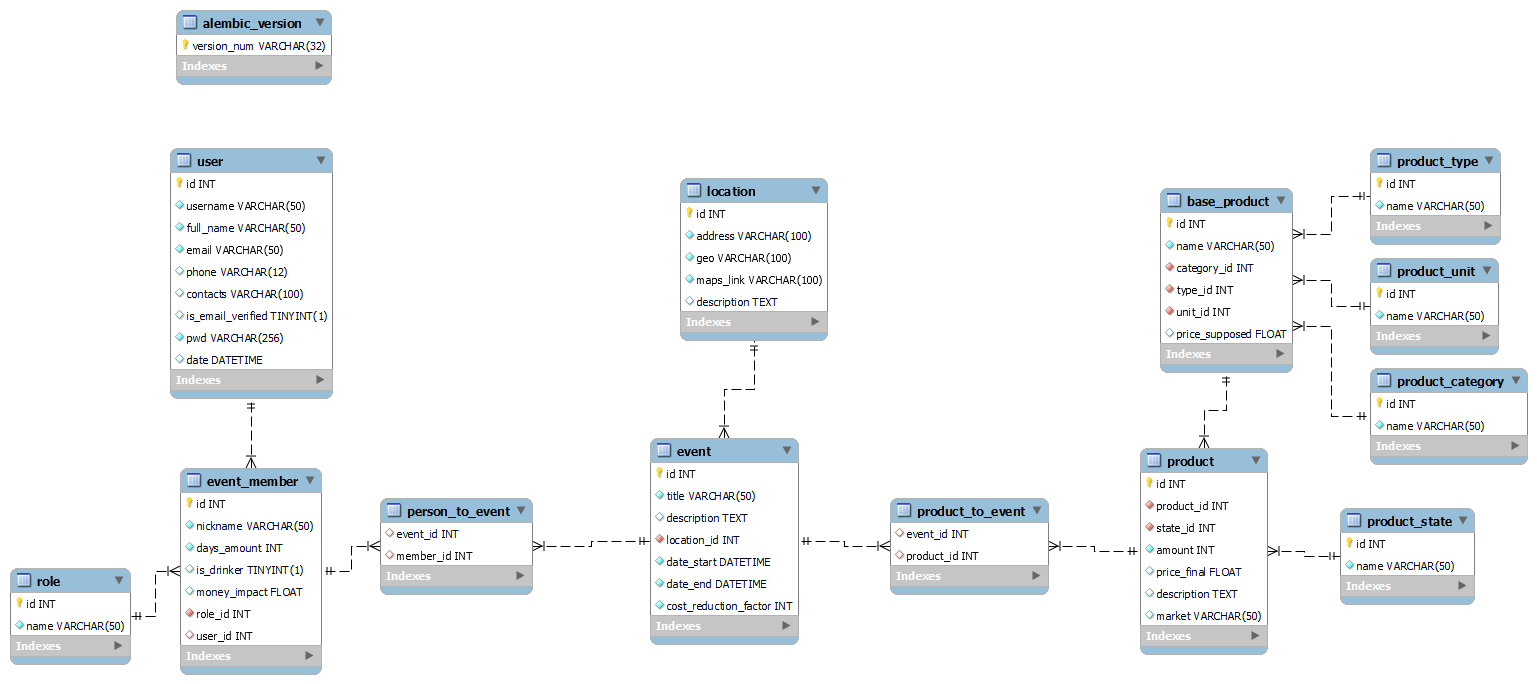 alembic_version
version_num VARCHAR(32)
Indexes
user
id INT
username VARCHAR(50)
full_name VARCHAR(50)
email VARCHAR(50)
phone VARCHAR(12)
contacts VARCHAR(100)
is_email_verified TINYINT(1)
pwd VARCHAR(256)
date DATETIME
Indexes
location
id INT
address VARCHAR(100)
geo VARCHAR(100)
maps_link VARCHAR(100)
description TEXT
Indexes
base_product
id INT
name VARCHAR(50)
category_id INT
type_id INT
unit_id INT
price_supposed FLOAT
Indexes
product_type
id INT
name VARCHAR(50)
Indexes
product_unit
id INT
name VARCHAR(50)
Indexes
product_category
id INT
name VARCHAR(50)
Indexes
role
id INT
name VARCHAR(50)
Indexes
event_member
id INT
nickname VARCHAR(50)
days_amount INT
is_drinker TINYINT(1)
money_impact FLOAT
role_id INT
user_id INT
Indexes
person_to_event
event_id INT
member_id INT
Indexes
event
id INT
title VARCHAR(50)
description TEXT
location_id INT
date_start DATETIME
date_end DATETIME
cost_reduction_factor INT
Indexes
product_to_event
event_id INT
product_id INT
Indexes
product
id INT
product_id INT
state_id INT
amount INT
price_final FLOAT
description TEXT
market VARCHAR(50)
Indexes
product_state
id INT
name VARCHAR(50)
Indexes